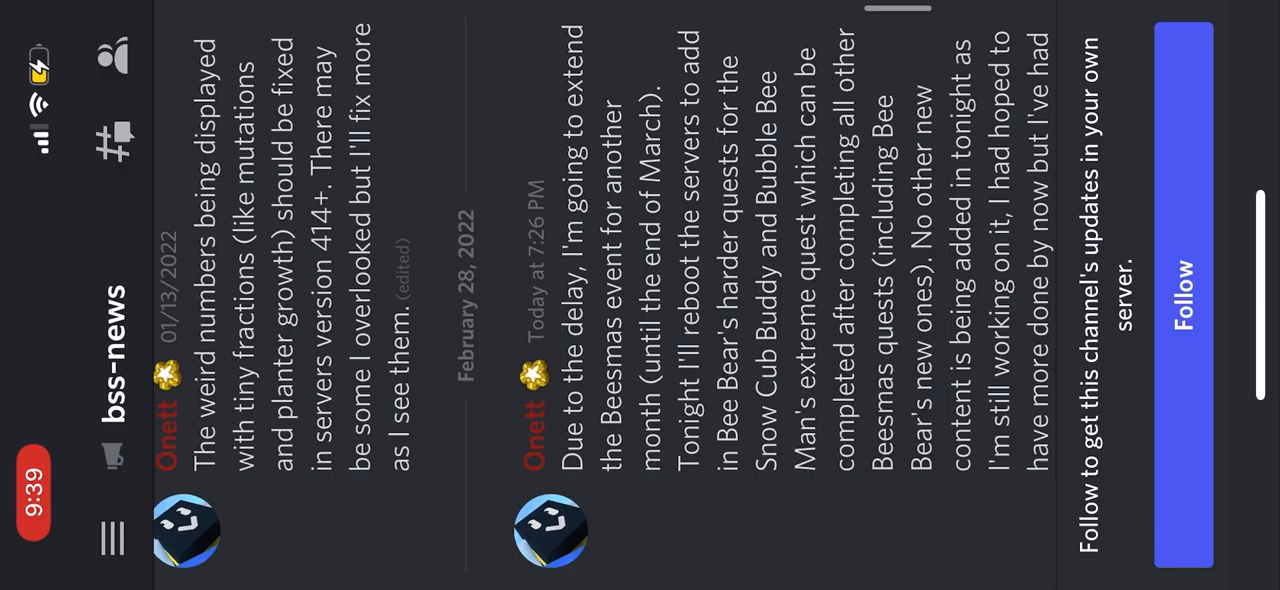 9:39
bss-news
Onett 01/13/2022
The weird numbers being displayed
with tiny fractions (like mutations
and planter growth) should be fixed
in servers version 414+. There may
be some I overlooked but I'll fix more
as I see them. (edited)
February 28, 2022
Onett Today at 7:26 PM
Due to the delay, I'm going to extend
the Beesmas event for another
month (until the end of March).
Tonight I'll reboot the servers to add
in Bee Bear's harder quests for the
Snow Cub Buddy and Bubble Bee
Man's extreme quest which can be
completed after completing all other
Beesmas quests (including Bee
Bear's new ones). No other new
content is being added in tonight as
I'm still working on it, I had hoped to
have more done by now but I've had
Follow to get this channel's updates in your own
server.
Follow